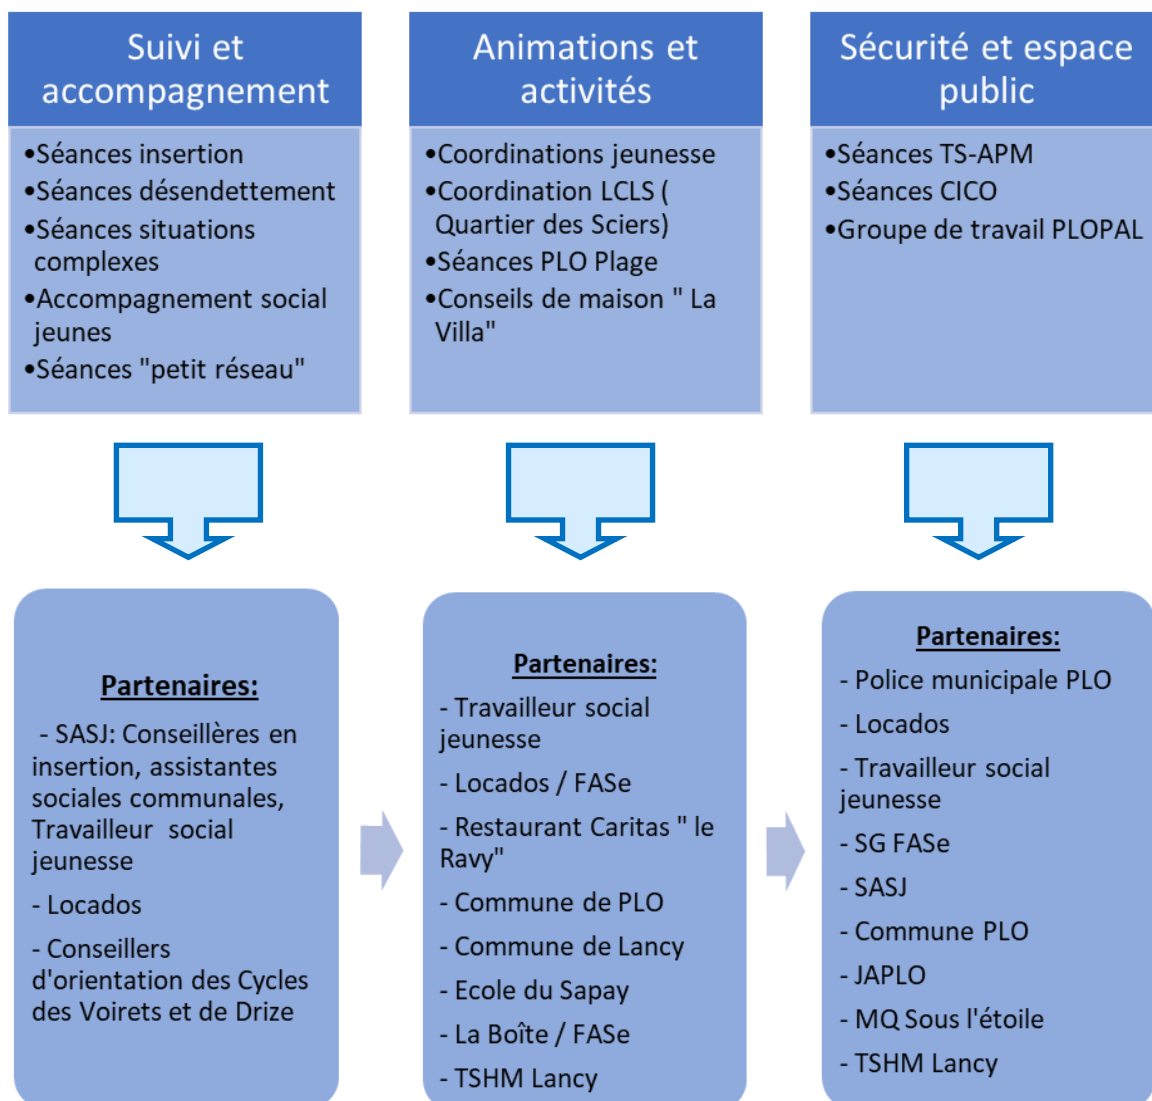 Suivi et
accompagnement
•Séances insertion
•Séances désendettement
•Séances situations
complexes
•Accompagnement social
jeunes
•Séances "petit réseau"
Animations et
activités
•Coordinations jeunesse
•Coordination LCLS (
Quartier des Sciers)
•Séances PLO Plage
•Conseils de maison " La
Villa"
Sécurité et espace
public
•Séances TS-APM
•Séances CICO
•Groupe de travail PLOPAL
Partenaires:
- SASJ: Conseillères en
insertion, assistantes
sociales communales,
Travailleur social
jeunesse
- Locados
- Conseillers
d'orientation des Cycles
des Voirets et de Drize
Partenaires:
- Travailleur social
jeunesse
- Locados / FASe
- Restaurant Caritas " le
Ravy"
- Commune de PLO
- Commune de Lancy
- Ecole du Sapay
- La Boîte / FASe
- TSHM Lancy
Partenaires:
- Police municipale PLO
- Locados
- Travailleur social
jeunesse
- SG FASe
- SASJ
- Commune PLO
- JAPLO
- MQ Sous l'étoile
- TSHM Lancy